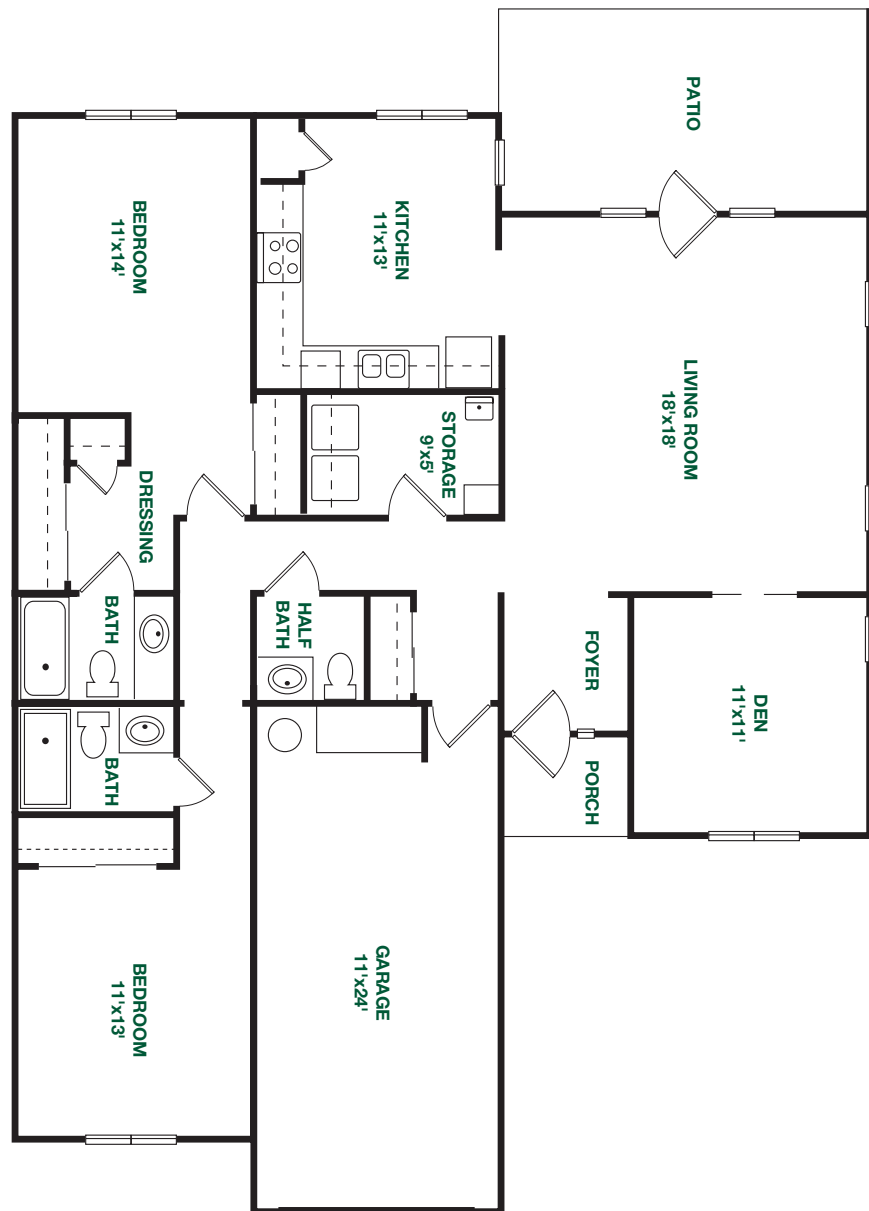 PATIO
BEDROOM
11'x14'
KITCHEN
11'x13'
LIVING ROOM
18'x18'
STORAGE
9'x5'
DRESSING
BATH
HALF
BATH
FOYER
DEN
11'x11'
BATH
PORCH
BEDROOM
11'x13'
GARAGE
11'x24'